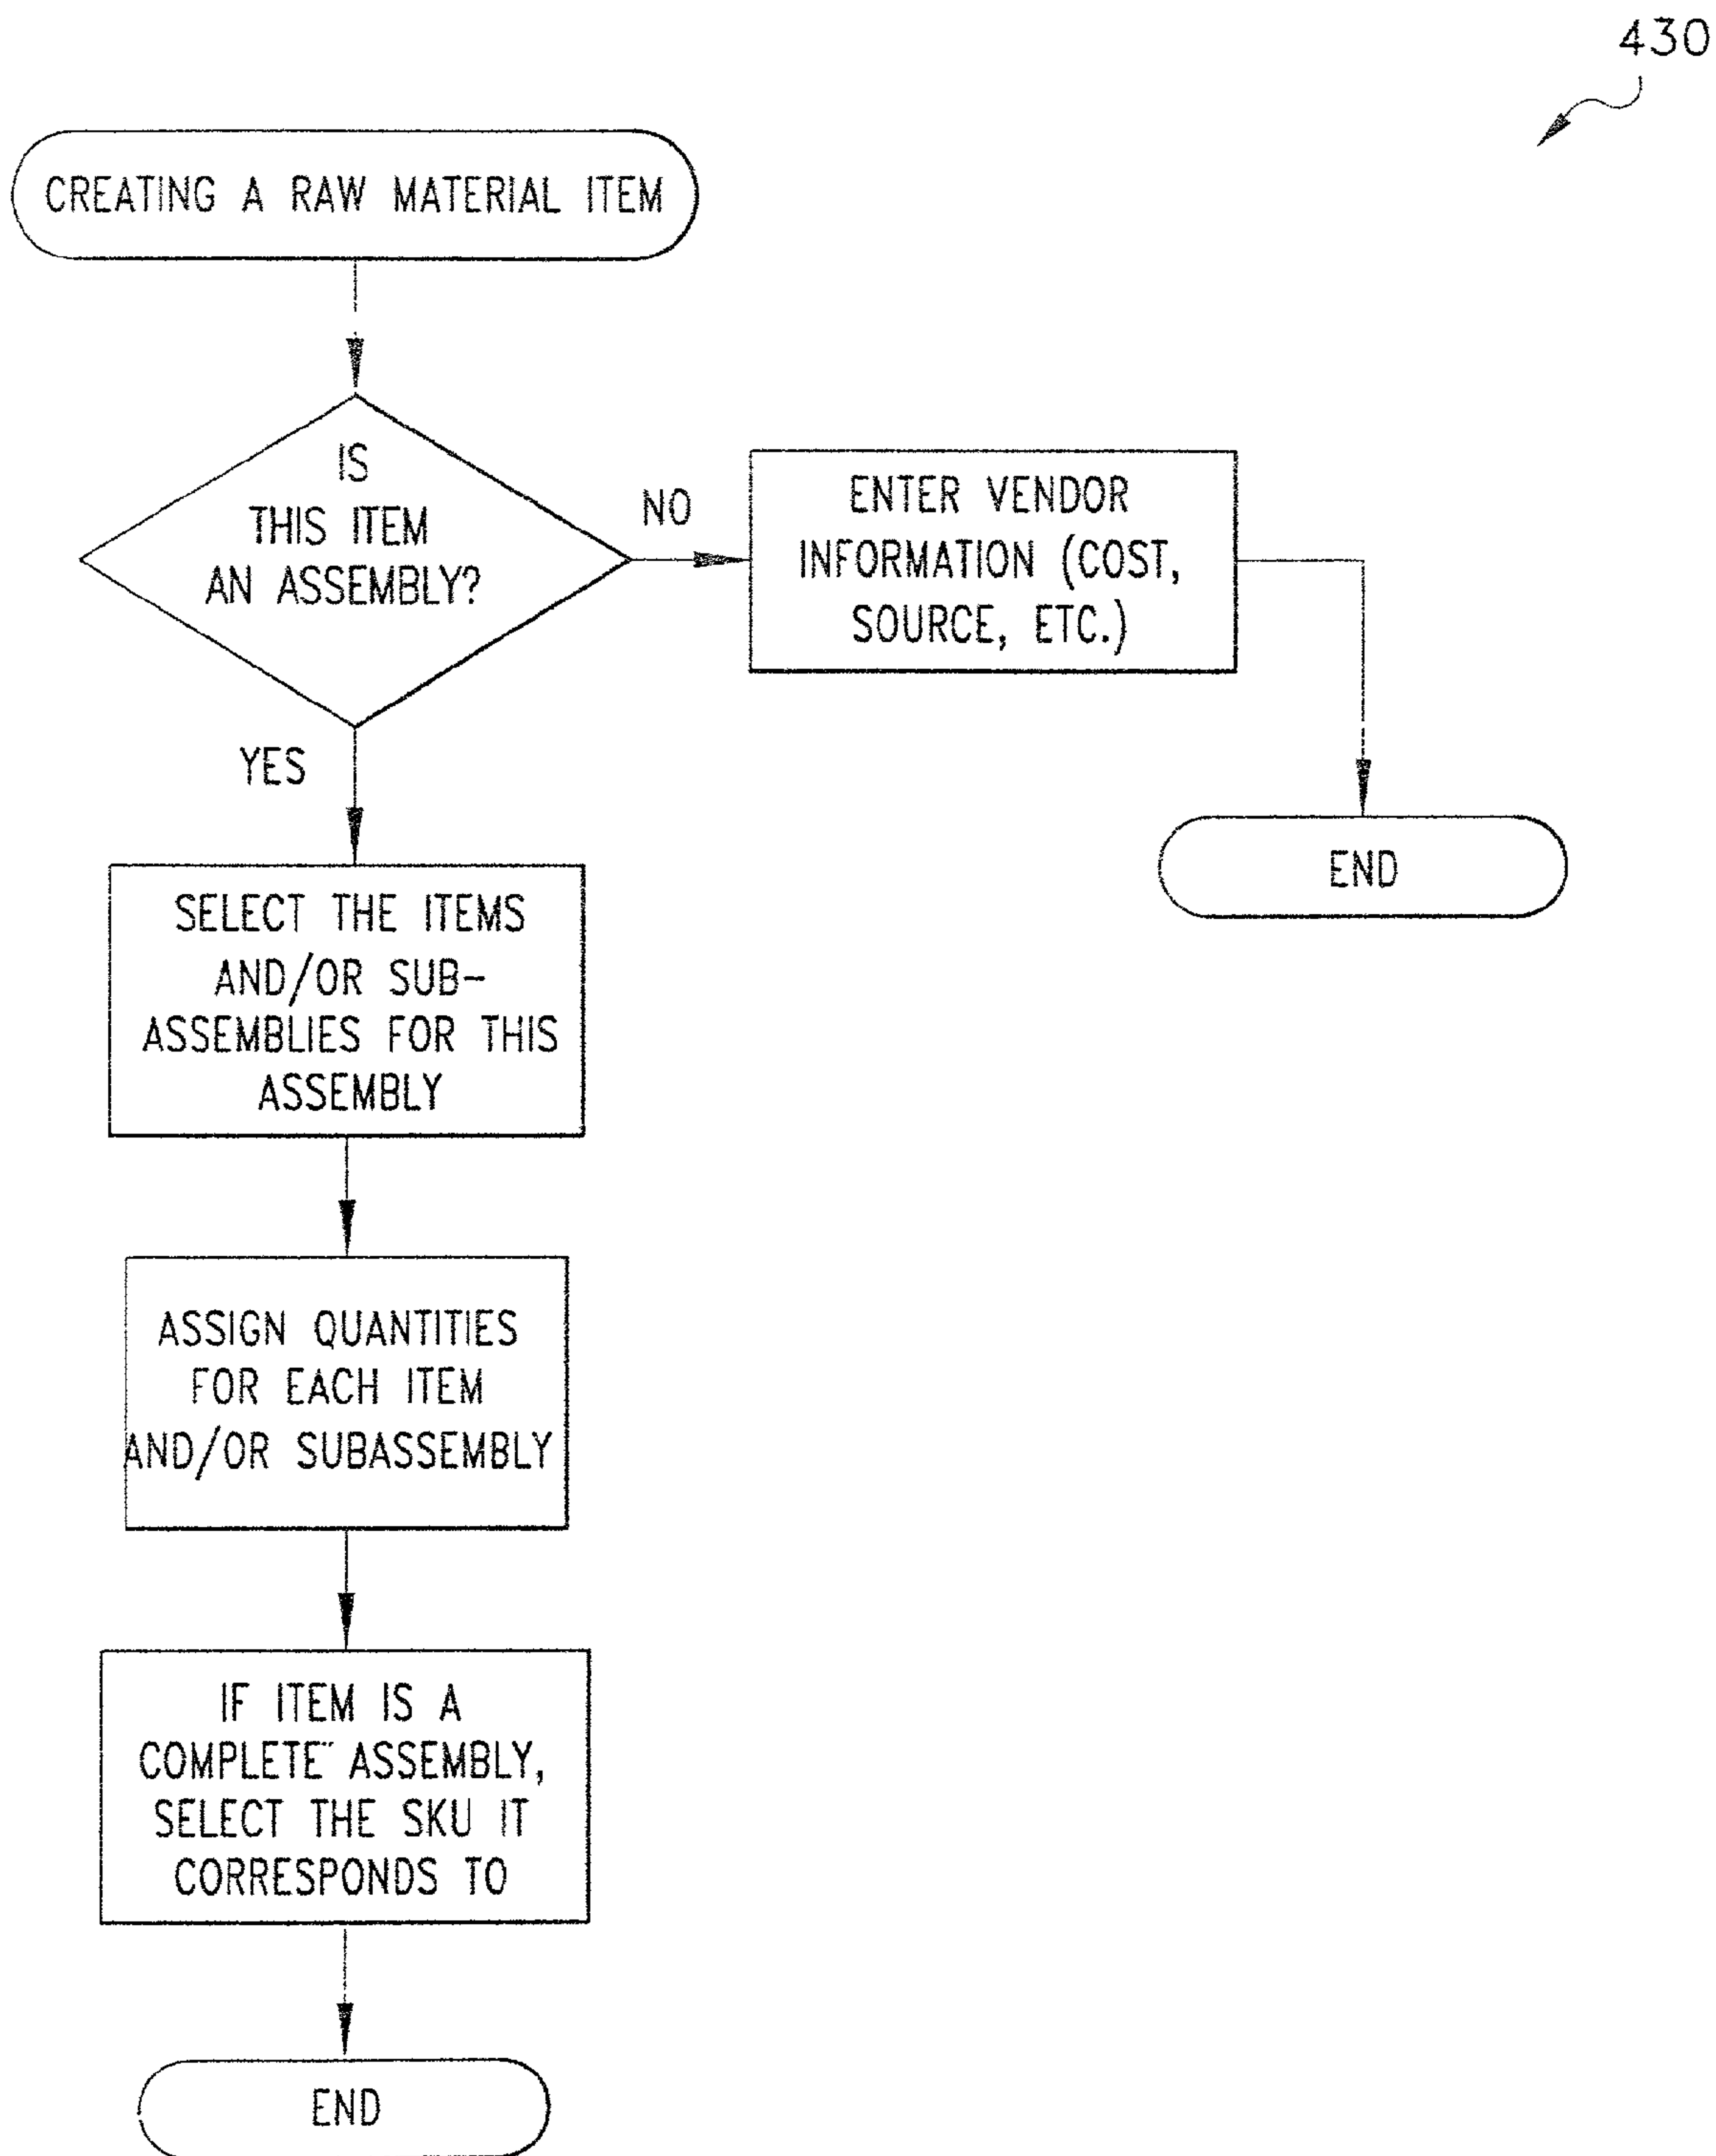 430
CREATING A RAW MATERIAL ITEM
IS
THIS ITEM
AN ASSEMBLY?
NO
ENTER VENDOR
INFORMATION (COST,
SOURCE, ETC.)
YES
END
SELECT THE ITEMS
AND/OR SUB-
ASSEMBLIES FOR THIS
ASSEMBLY
ASSIGN QUANTITIES
FOR EACH ITEM
AND/OR SUBASSEMBLY
IF ITEM IS A
COMPLETE" ASSEMBLY,
SELECT THE SKU IT
CORRESPONDS TO
END